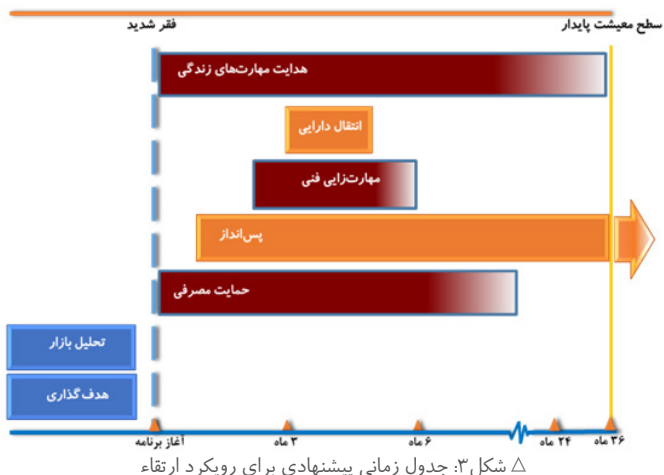 سطح معیشت پایدار
فقر شدید
هدایت مهارت‌های زندگی
انتقال دارایی
مهارت‌زایی فنی
پس‌انداز
حمایت مصرفی
تحلیل بازار
هدف گذاری
آغاز برنامه
۳ ماه
۶ ماه
۲۴ ماه
۳۶ ماه
△ شکل۳: جدول زمانی پیشنهادی برای رویکرد ارتقاء